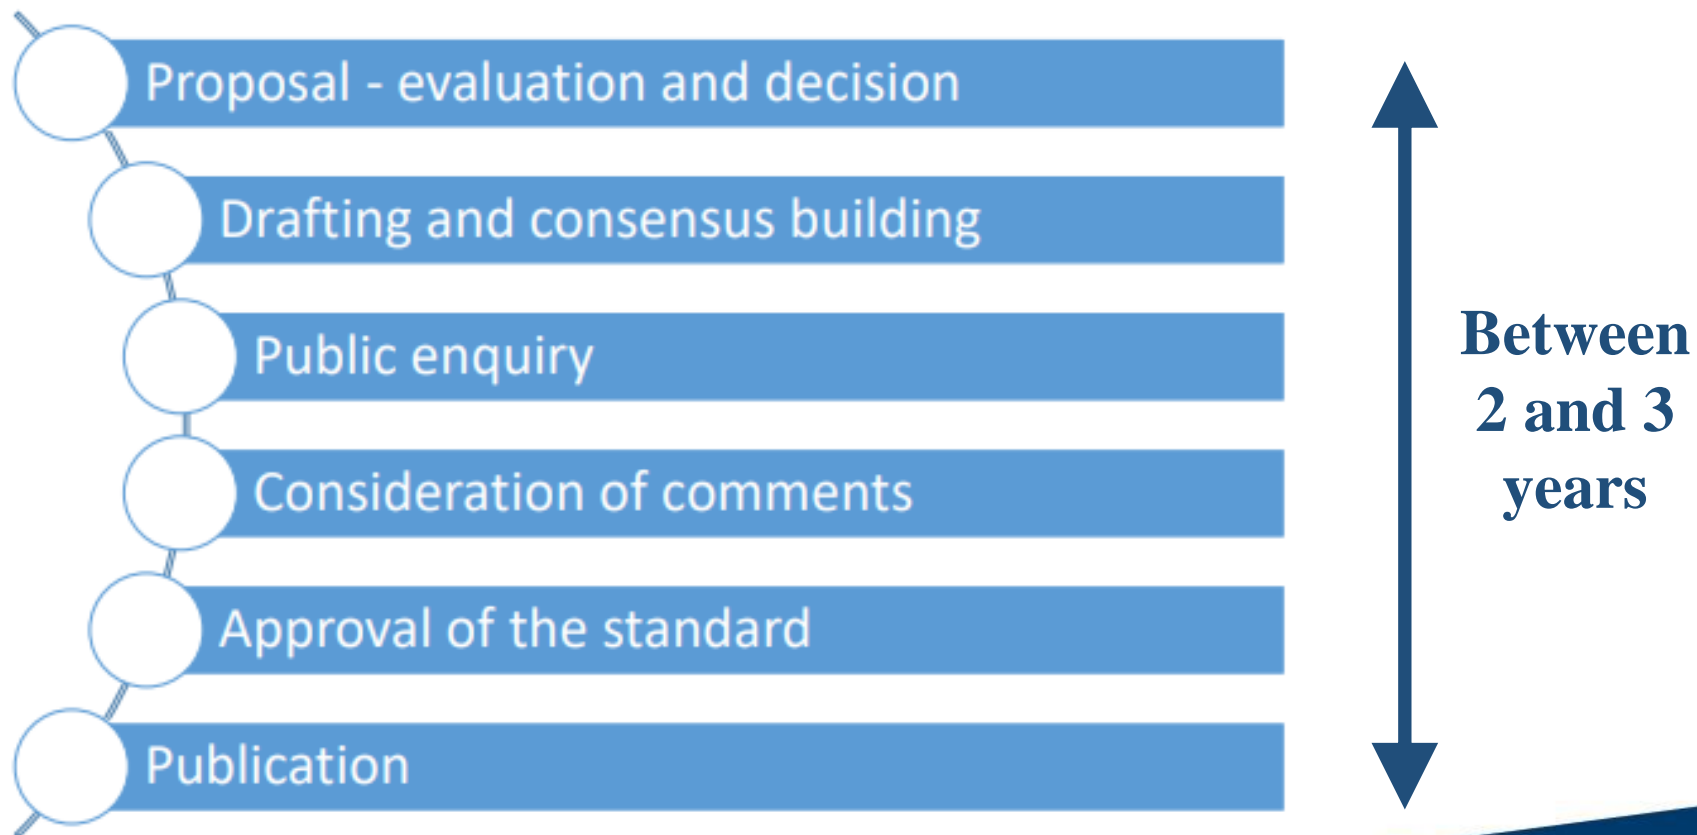 Proposal - evaluation and decision
Drafting and consensus building
Public enquiry
Consideration of comments
Approval of the standard
Publication
Between
2 and 3
years